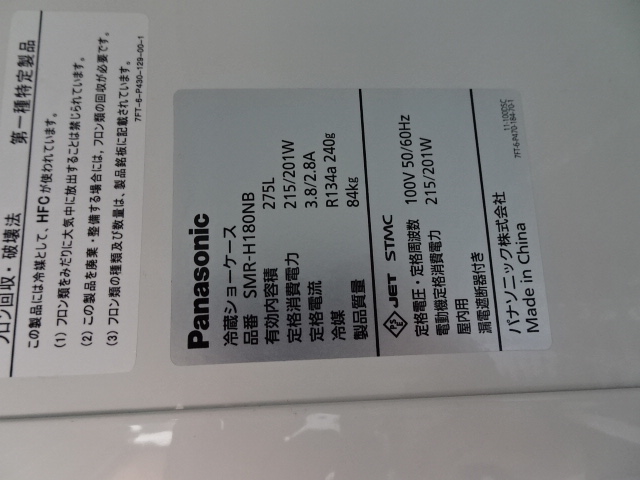 フロン回収・破壊法　第一種特定製品
この製品には冷媒として、HFCが使われています。
(1) フロン類をみだりに大気中に放出することは禁じられています。
(2) この製品を廃棄・整備する場合には、フロン類の回収が必要です。
(3) フロン類の種類及び数量は、製品銘板に記載されています。
7FT-6-P430-129-00-1
Panasonic
冷蔵ショーケース
品番 SMR-H180NB
有効内容積 275L
定格消費電力 215/201W
定格電流 3.8/2.8A
冷媒 R134a 240g
製品質量 84kg
PSE JET STMC
定格電圧・定格周波数 100V 50/60Hz
電動機定格消費電力 215/201W
屋内用
漏電遮断器付き
パナソニック株式会社
Made in China